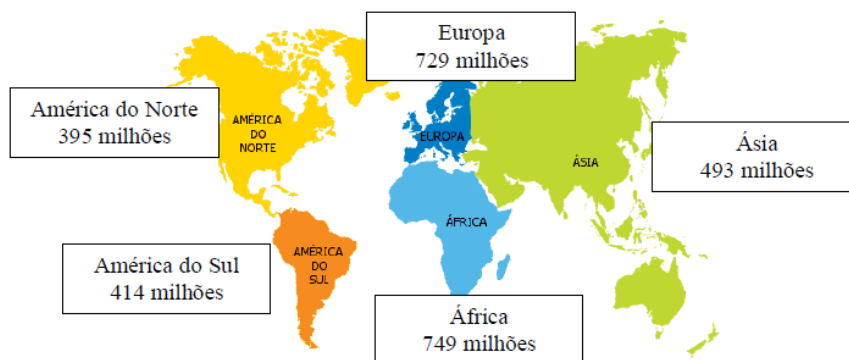 Europa
729 milhões
América do Norte
395 milhões
AMÉRICA
DO
NORTE
EUROPA
ÁSIA
Ásia
493 milhões
ÁFRICA
América do Sul
414 milhões
AMÉRICA
DO
SUL
África
749 milhões